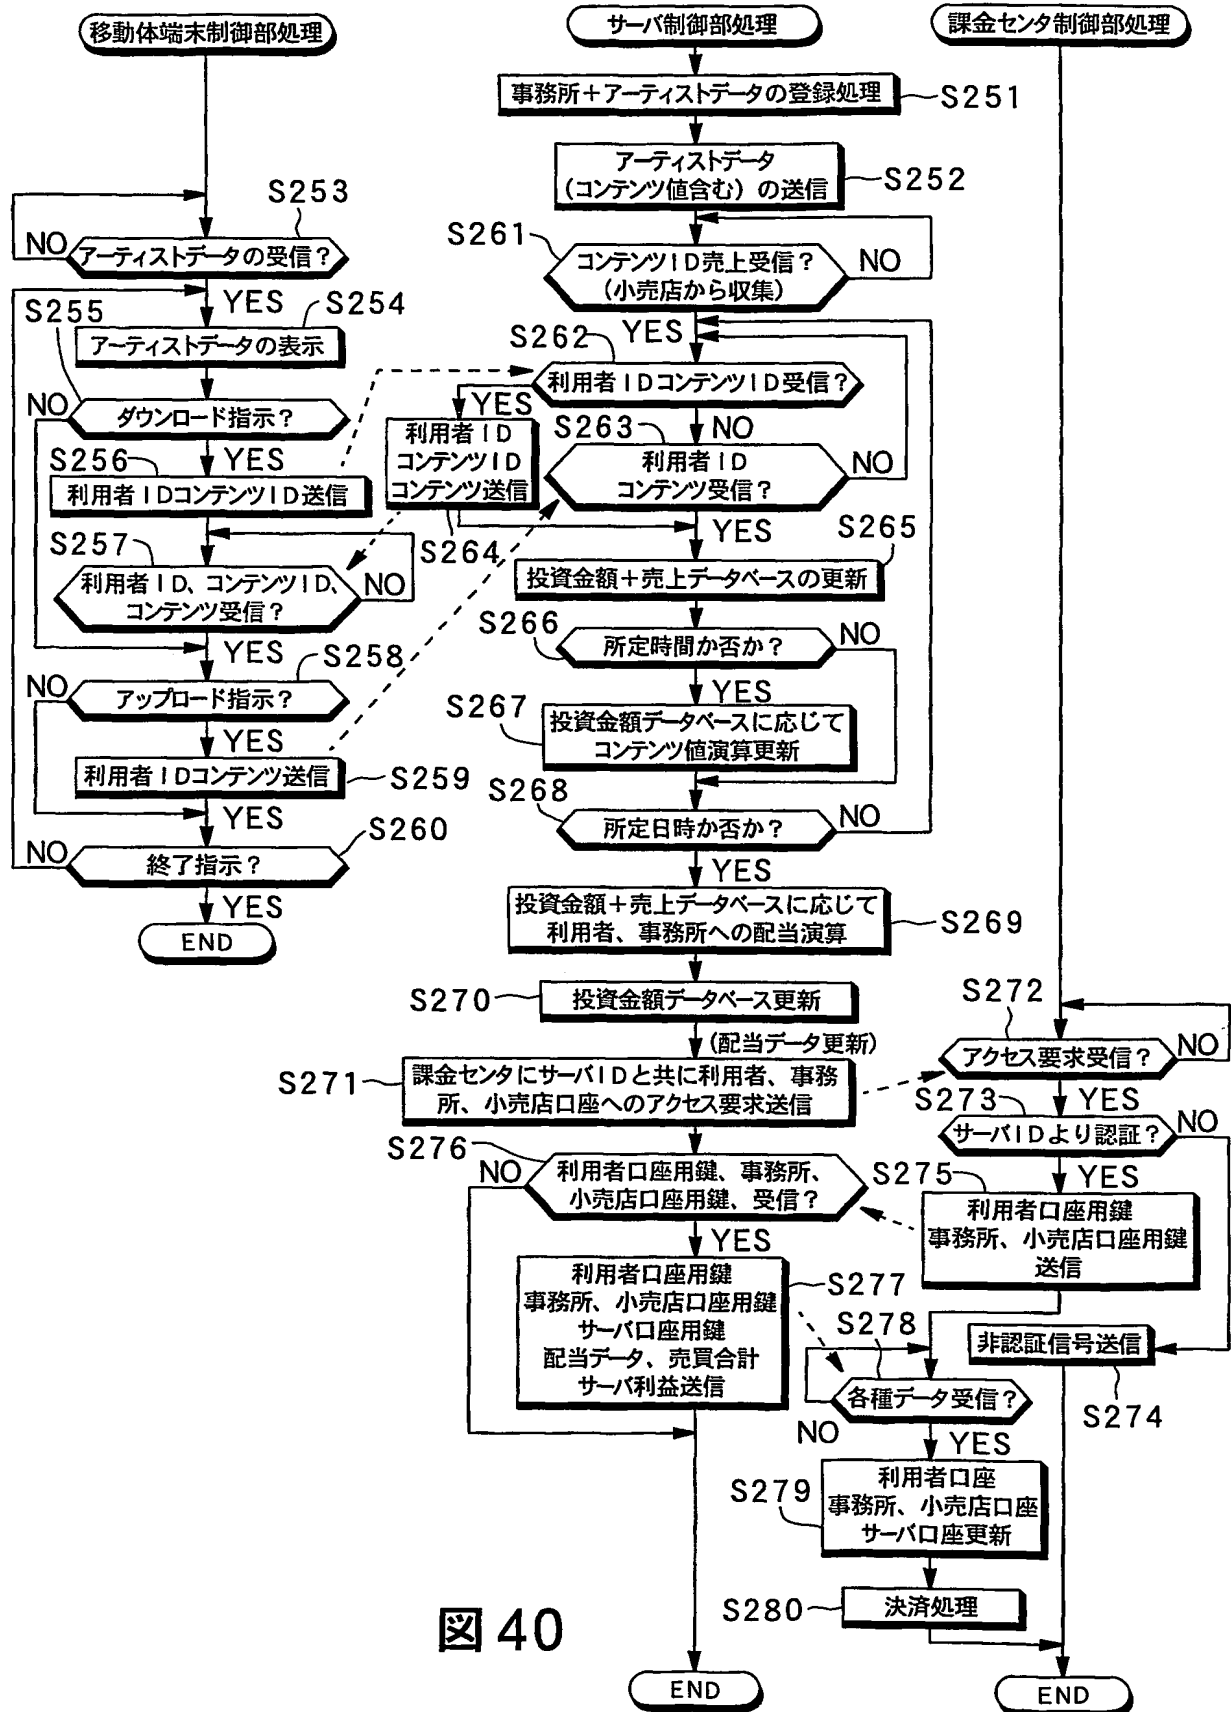 移動体端末制御部処理
S253
アーティストデータの受信?
NO
YES
S254
アーティストデータの表示
S255
ダウンロード指示?
NO
YES
S256
利用者IDコンテンツID送信
S257
利用者ID、コンテンツID、
コンテンツ受信?
NO
YES
S258
アップロード指示?
NO
YES
利用者IDコンテンツ送信
S259
YES
S260
終了指示?
NO
YES
END
サーバ制御部処理
事務所+アーティストデータの登録処理
S251
アーティストデータ
(コンテンツ値含む)の送信
S252
S261
コンテンツID売上受信?
(小売店から収集)
NO
YES
S262
利用者IDコンテンツID受信?
YES
NO
利用者ID
コンテンツID
コンテンツ送信
S264
S263
利用者ID
コンテンツ受信?
NO
YES
S265
投資金額+売上データベースの更新
S266
所定時間か否か?
NO
YES
S267
投資金額データベースに応じて
コンテンツ値演算更新
S268
所定日時か否か?
NO
YES
投資金額+売上データベースに応じて
利用者、事務所への配当演算
S269
S270
投資金額データベース更新
(配当データ更新)
S271
課金センタにサーバIDと共に利用者、事務
所、小売店口座へのアクセス要求送信
S276
NO
利用者口座用鍵、事務所、
小売店口座用鍵、受信?
YES
利用者口座用鍵
事務所、小売店口座用鍵
サーバ口座用鍵
配当データ、売買合計
サーバ利益送信
S277
END
課金センタ制御部処理
S272
アクセス要求受信?
NO
YES
S273
サーバIDより認証?
NO
YES
S275
利用者口座用鍵
事務所、小売店口座用鍵
送信
S278
非認証信号送信
S274
各種データ受信?
NO
YES
S279
利用者口座
事務所、小売店口座
サーバ口座更新
S280
決済処理
END
図40